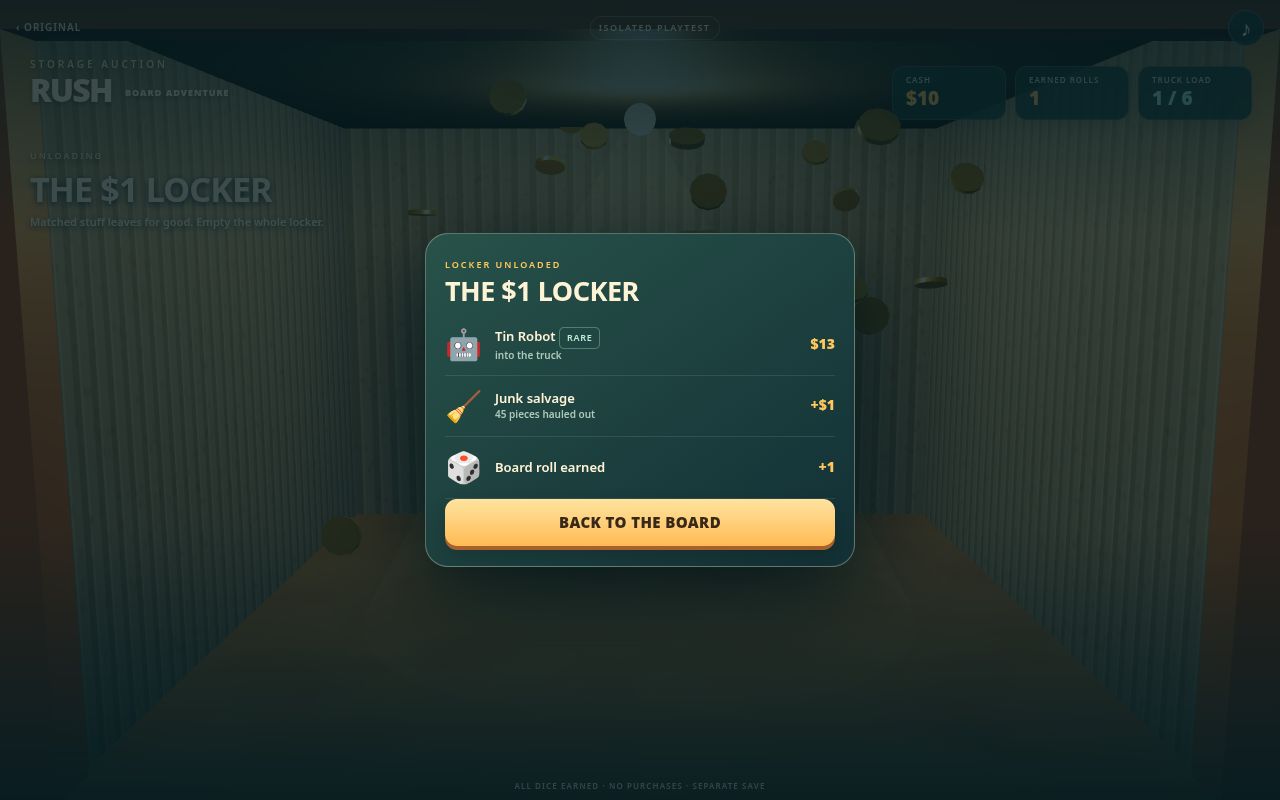 ‹ ORIGINAL
ISOLATED PLAYTEST
♪
STORAGE AUCTION
RUSH BOARD ADVENTURE
CASH
$10
EARNED ROLLS
1
TRUCK LOAD
1 / 6
UNLOADING
THE $1 LOCKER
Matched stuff leaves for good. Empty the whole locker.
LOCKER UNLOADED
THE $1 LOCKER
Tin Robot RARE
into the truck
$13
Junk salvage
45 pieces hauled out
+$1
Board roll earned
+1
BACK TO THE BOARD
ALL DICE EARNED · NO PURCHASES · SEPARATE SAVE